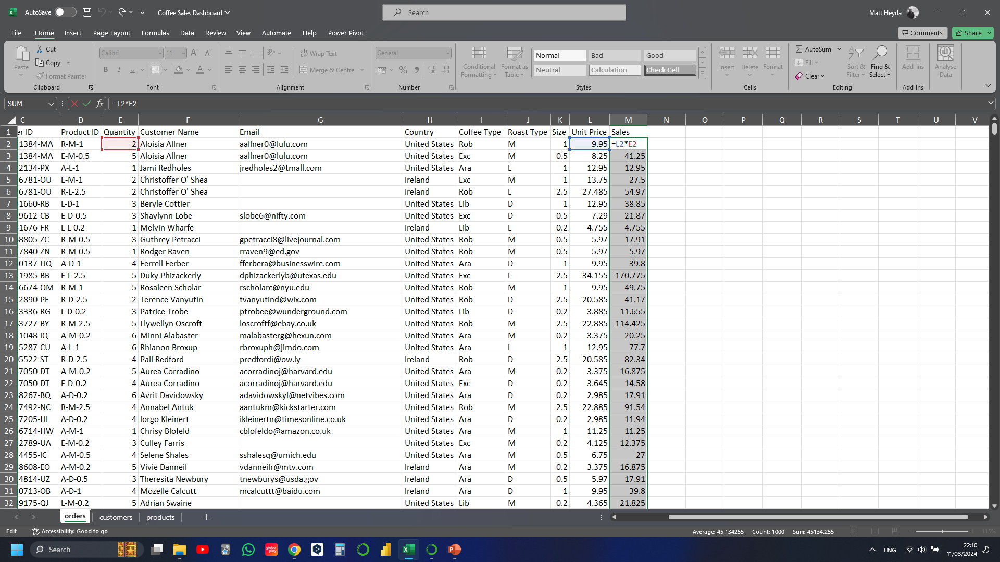 AutoSave Coffee Sales Dashboard Search Matt Heyda
File Home Insert Page Layout Formulas Data Review View Automate Help Power Pivot Comments Share
Paste Cut Copy Format Painter Clipboard
Calibri 11 B I U A Font
Wrap Text Merge & Centre Alignment
General % Number
Conditional Formatting Format as Table Normal Bad Good Neutral Calculation Check Cell Styles
Insert Delete Format Cells
AutoSum Fill Clear Sort & Filter Find & Select Editing
Add-ins Add-ins
Analyse Data
SUM fx =L2*E2
C D E F G H I J K L M N O P Q R S T U V
1 er ID Product ID Quantity Customer Name Email Country Coffee Type Roast Type Size Unit Price Sales
2 51384-MA R-M-1 2 Aloisia Allner aallner0@lulu.com United States Rob M 1 9.95 =L2*E2
3 51384-MA E-M-0.5 5 Aloisia Allner aallner0@lulu.com United States Exc M 0.5 8.25 41.25
4 2134-PX A-L-1 1 Jami Redholes jredholes2@tmall.com United States Ara L 1 12.95 12.95
5 6781-OU E-M-1 2 Christoffer O' Shea Ireland Exc M 1 13.75 27.5
6 6781-OU R-L-2.5 2 Christoffer O' Shea Ireland Rob L 2.5 27.485 54.97
7 1660-RB L-D-1 3 Beryle Cottier United States Lib D 1 12.95 38.85
8 9612-CB E-D-0.5 3 Shaylynn Lobe slobe6@nifty.com United States Exc D 0.5 7.29 21.87
9 1676-FR L-L-0.2 1 Melvin Wharfe Ireland Lib L 0.2 4.755 4.755
10 8805-ZC R-M-0.5 3 Guthrey Petracci gpetracci8@livejournal.com United States Rob M 0.5 5.97 17.91
11 7840-ZN R-M-0.5 1 Rodger Raven rraven9@ed.gov United States Rob M 0.5 5.97 5.97
12 0137-UQ A-D-1 4 Ferrell Ferber fferbera@businesswire.com United States Ara D 1 9.95 39.8
13 1985-BB E-L-2.5 5 Duky Phizackerly dphizackerlyb@utexas.edu United States Exc L 2.5 34.155 170.775
14 6674-OM R-M-1 5 Rosaleen Scholar rscholarc@nyu.edu United States Rob M 1 9.95 49.75
15 2890-PE R-D-2.5 2 Terence Vanyutin tvanyutind@wix.com United States Rob D 2.5 20.585 41.17
16 3336-RG L-D-0.2 3 Patrice Trobe ptrobee@wunderground.com United States Lib D 0.2 3.885 11.655
17 3727-BY R-M-2.5 5 Llywellyn Oscroft loscroftf@ebay.co.uk United States Rob M 2.5 22.885 114.425
18 1048-IQ A-M-0.2 6 Minni Alabaster malabasterg@hexun.com United States Ara M 0.2 3.375 20.25
19 5287-CU A-L-1 6 Rhianon Broxup rbroxuph@jimdo.com United States Ara L 1 12.95 77.7
20 5522-ST R-D-2.5 4 Pall Redford predfordi@ow.ly Ireland Rob D 2.5 20.585 82.34
21 7050-DT A-M-0.2 5 Aurea Corradino acorradinoj@harvard.edu United States Ara M 0.2 3.375 16.875
22 7050-DT E-D-0.2 4 Aurea Corradino acorradinoj@harvard.edu United States Exc D 0.2 3.645 14.58
23 8267-BQ A-D-0.2 6 Avrit Davidowsky adavidowskyl@netvibes.com United States Ara D 0.2 2.985 17.91
24 7492-NC R-M-2.5 4 Annabel Antuk aantukm@kickstarter.com United States Rob M 2.5 22.885 91.54
25 7205-HI A-D-0.2 4 Iorgo Kleinert ikleinertn@timesonline.co.uk United States Ara D 0.2 2.985 11.94
26 6714-HW A-M-1 1 Chrisy Blofeld cblofeldo@amazon.co.uk United States Ara M 1 11.25 11.25
27 2789-UA E-M-0.2 3 Culley Farris United States Exc M 0.2 4.125 12.375
28 4455-IC A-M-0.5 4 Selene Shales sshalesq@umich.edu United States Ara M 0.5 6.75 27
29 8608-EO A-M-0.2 5 Vivie Danneil vdanneilr@mtv.com Ireland Ara M 0.2 3.375 16.875
30 4814-UZ A-D-0.5 3 Theresita Newbury tnewburys@usda.gov Ireland Ara D 0.5 5.97 17.91
31 0713-OB A-D-1 4 Mozelle Calcutt mcalcuttt@baidu.com Ireland Ara D 1 9.95 39.8
32 9175-QJ L-M-0.2 5 Adrian Swaine United States Lib M 0.2 4.365 21.825
orders customers products
Edit Accessibility: Good to go Average: 45.134255 Count: 1000 Sum: 45134.255 115%
Search globo play ENG 22:10
11/03/2024